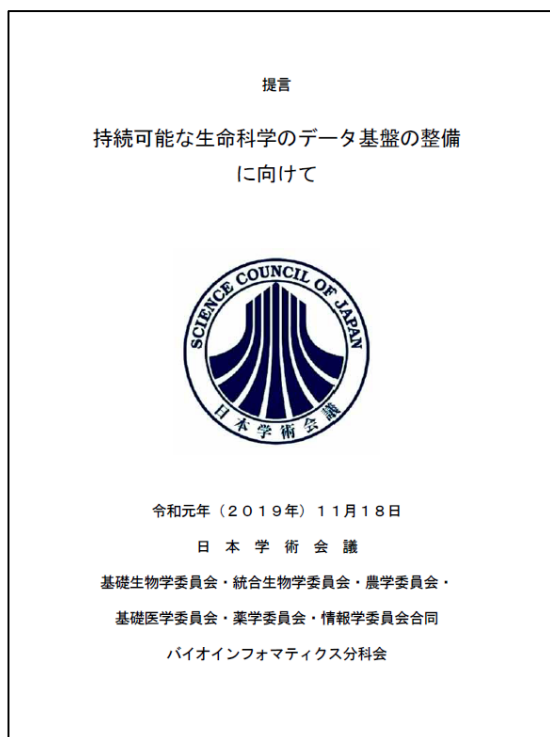 提言
持続可能な生命科学のデータ基盤の整備
に向けて
SCIENCE COUNCIL OF JAPAN
日本学術会議
令和元年（２０１９年）１１月１８日
日　本　学　術　会　議
基礎生物学委員会・統合生物学委員会・農学委員会・
基礎医学委員会・薬学委員会・情報学委員会合同
バイオインフォマティクス分科会